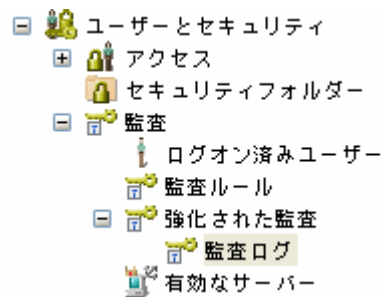 ユーザーとセキュリティ
アクセス
セキュリティフォルダー
監査
ログオン済みユーザー
監査ルール
強化された監査
監査ログ
有効なサーバー